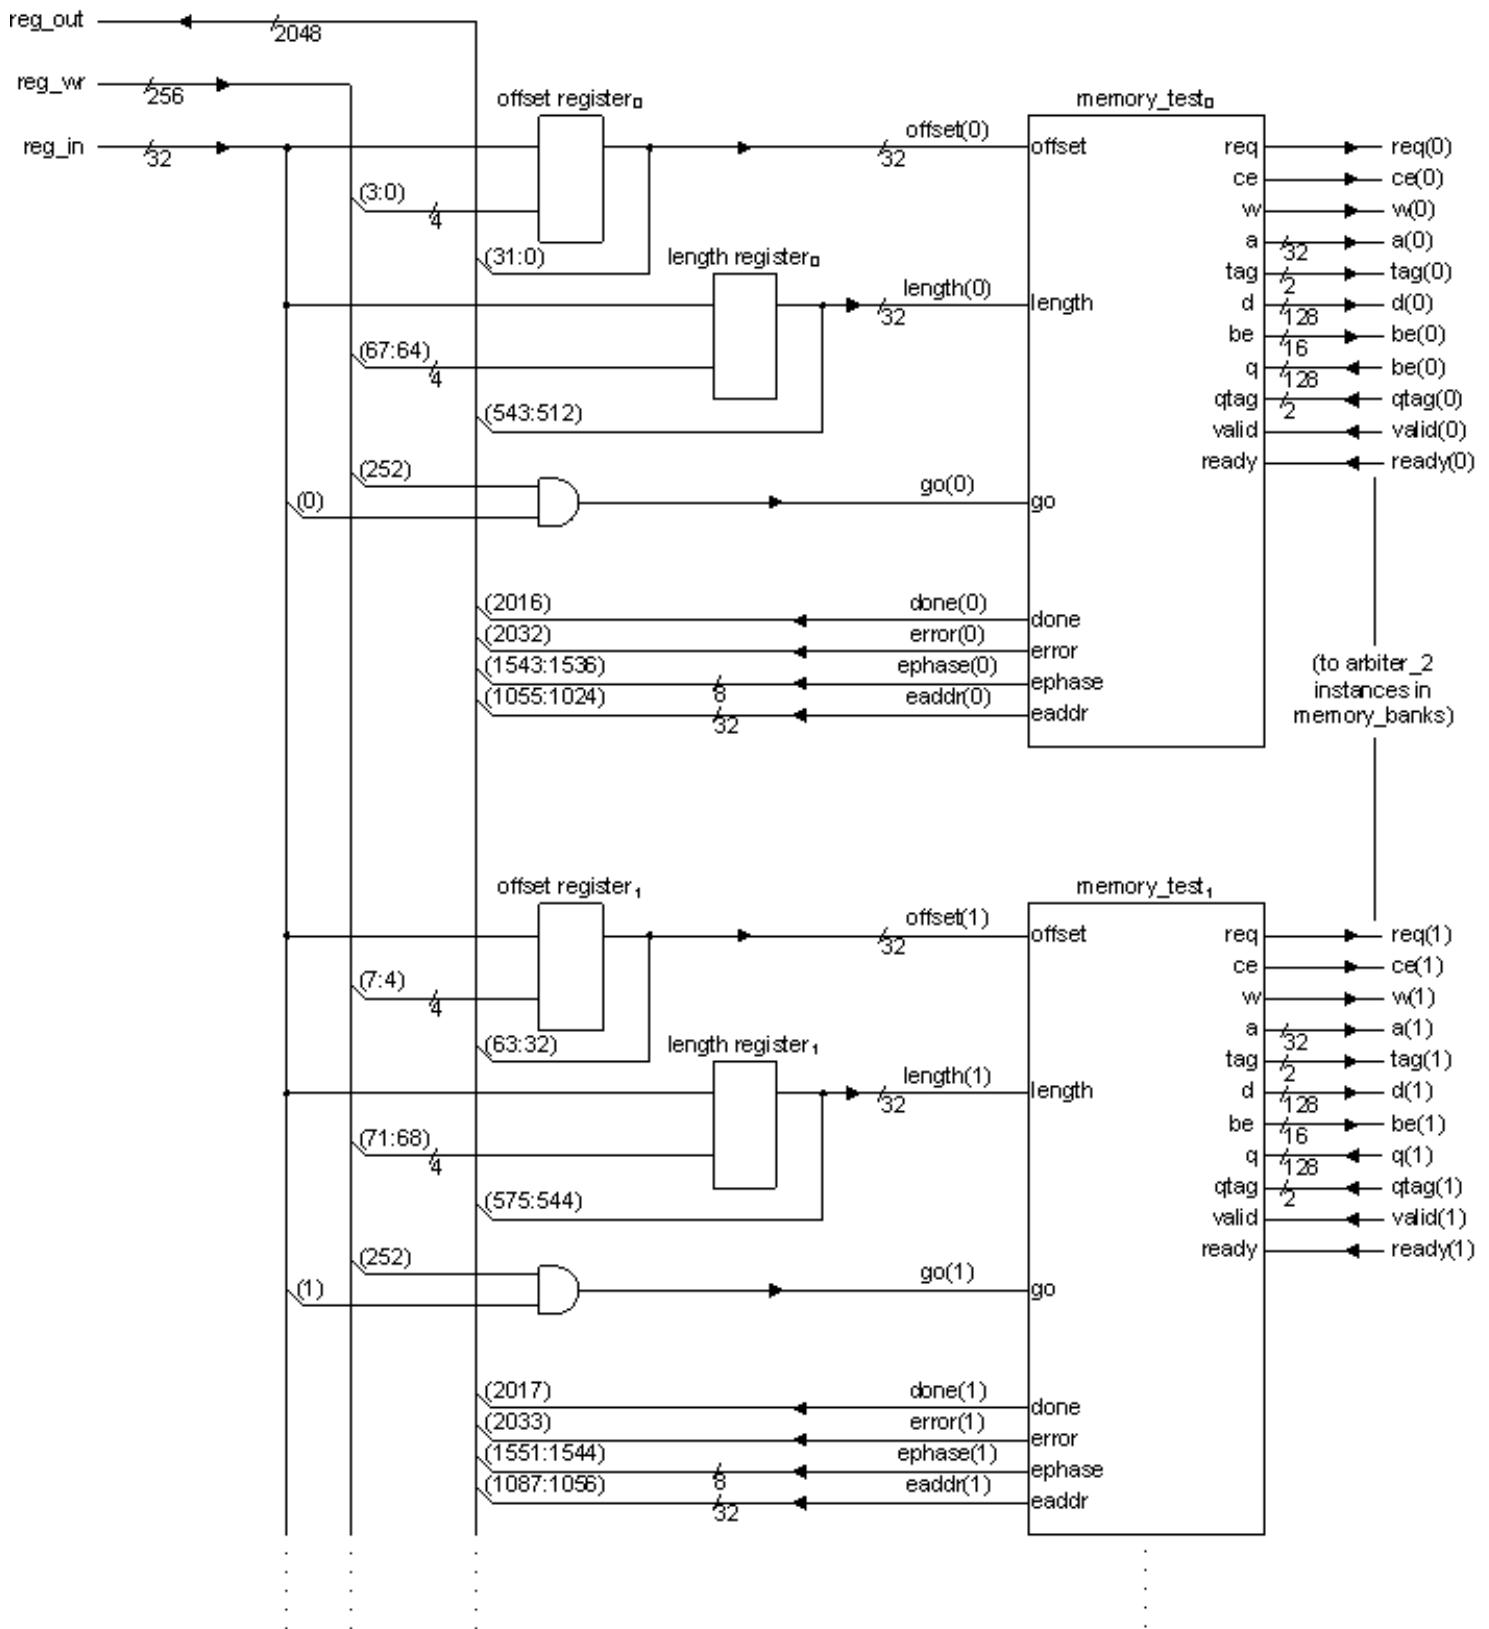 reg_out
2048
reg_wr
256
offset register₀
memory_test₀
reg_in
32
offset(0)
32
offset
req
req(0)
ce
ce(0)
(3:0)
4
w
w(0)
a
32
a(0)
(31:0)
length register₀
tag
2
tag(0)
length(0)
32
length
d
128
d(0)
be
16
be(0)
(67:64)
4
q
128
be(0)
qtag
2
qtag(0)
(543:512)
valid
valid(0)
ready
ready(0)
(252)
(0)
go(0)
go
(2016)
done(0)
done
(2032)
error(0)
error
(1543:1536)
8
ephase(0)
ephase
(1055:1024)
32
eaddr(0)
eaddr
(to arbiter_2
instances in
memory_banks)
offset register₁
memory_test₁
offset(1)
32
offset
req
req(1)
ce
ce(1)
(7:4)
4
w
w(1)
a
32
a(1)
(63:32)
length register₁
tag
2
tag(1)
length(1)
32
length
d
128
d(1)
be
16
be(1)
(71:68)
4
q
128
q(1)
qtag
2
qtag(1)
(575:544)
valid
valid(1)
ready
ready(1)
(252)
(1)
go(1)
go
(2017)
done(1)
done
(2033)
error(1)
error
(1551:1544)
8
ephase(1)
ephase
(1087:1056)
32
eaddr(1)
eaddr